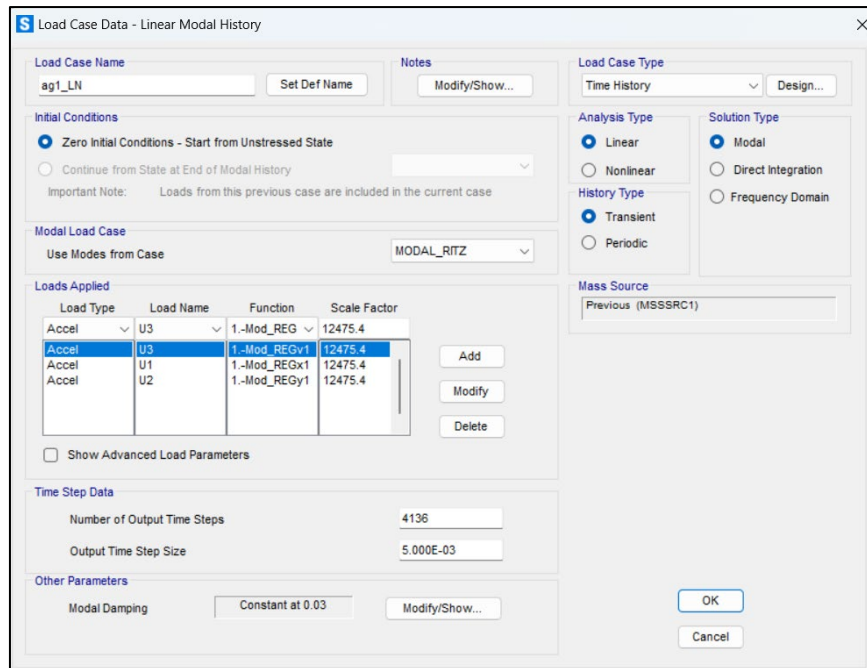 S Load Case Data - Linear Modal History
Load Case Name
ag1_LN Set Def Name
Notes
Modify/Show...
Load Case Type
Time History Design...
Initial Conditions
Zero Initial Conditions - Start from Unstressed State
Continue from State at End of Modal History
Important Note: Loads from this previous case are included in the current case
Analysis Type
Linear
Nonlinear
Solution Type
Modal
Direct Integration
Frequency Domain
History Type
Transient
Periodic
Modal Load Case
Use Modes from Case MODAL_RITZ
Loads Applied
Load Type Load Name Function Scale Factor
Accel U3 1.-Mod_REG 12475.4
Accel U3 1.-Mod_REGv1 12475.4
Accel U1 1.-Mod_REGx1 12475.4
Accel U2 1.-Mod_REGy1 12475.4
Add
Modify
Delete
Show Advanced Load Parameters
Mass Source
Previous (MSSSRC1)
Time Step Data
Number of Output Time Steps 4136
Output Time Step Size 5.000E-03
Other Parameters
Modal Damping Constant at 0.03 Modify/Show...
OK
Cancel